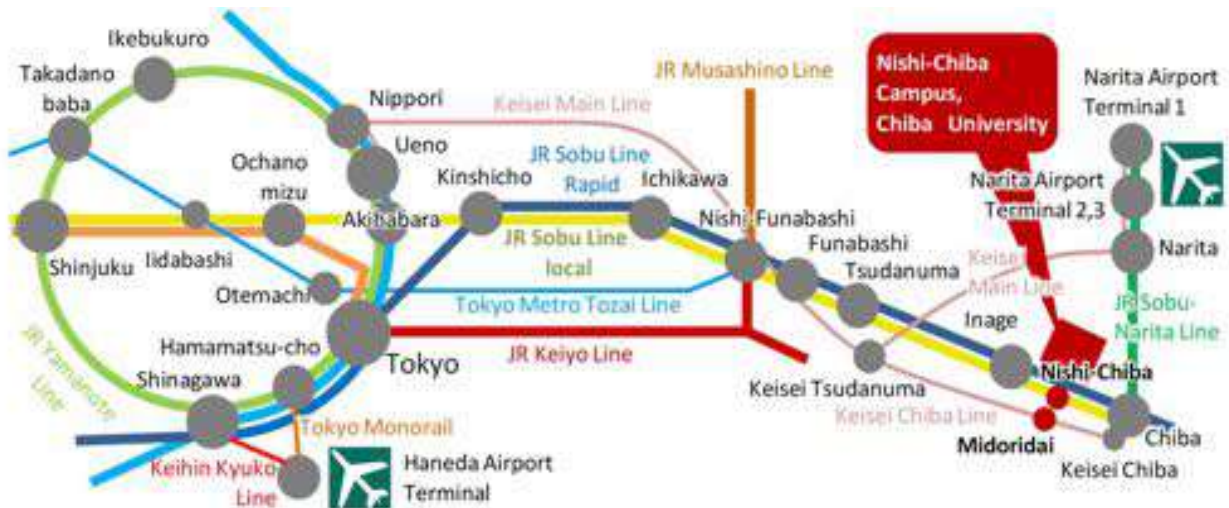 Ikebukuro
Takadano
baba
Nippori
Ueno
Ochano
mizu
Akihabara
Shinjuku
Iidabashi
Otemachi
Hamamatsu-cho
Shinagawa
Tokyo
JR Yamanote
Line
Tokyo Monorail
Keihin Kyuko
Line
Haneda Airport
Terminal
Keisei Main Line
JR Sobu Line
Rapid
Kinshicho
Ichikawa
JR Sobu Line
local
Tokyo Metro Tozai Line
JR Keiyo Line
JR Musashino Line
Nishi-Funabashi
Funabashi
Tsudanuma
Keisei Tsudanuma
Keisei Chiba Line
Keise
Main Line
Inage
Nishi-Chiba
Midoridai
Keisei Chiba
Chiba
Nishi-Chiba
Campus,
Chiba University
Narita Airport
Terminal 1
Narita Airport
Terminal 2,3
Narita
JR Sobu-
Narita Line